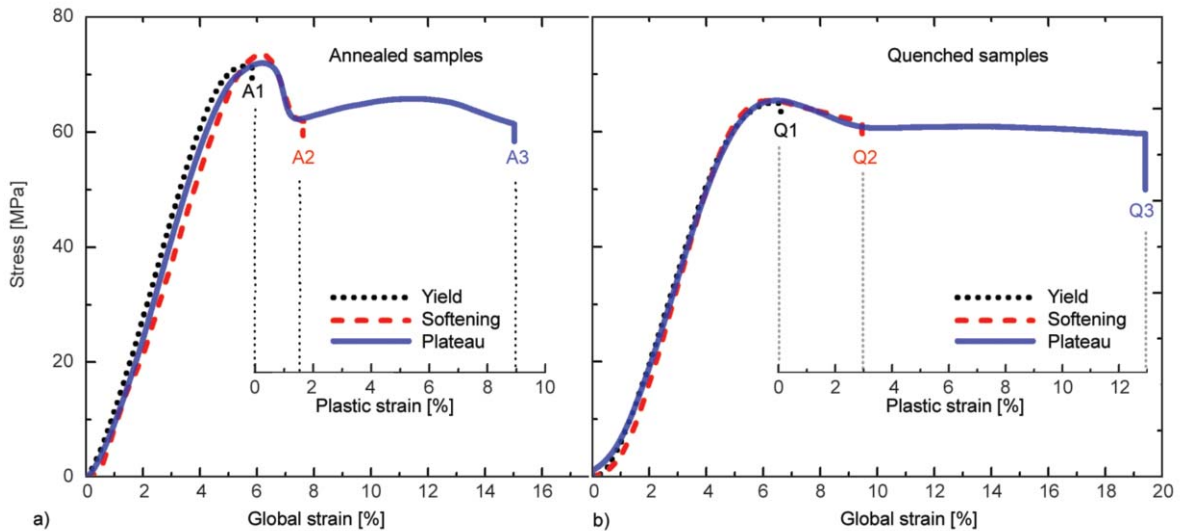 80
60
40
20
0
Stress [MPa]
Annealed samples
A1
A2
A3
Yield
Softening
Plateau
0 2 4 6 8 10
Plastic strain [%]
0 2 4 6 8 10 12 14 16
a) Global strain [%]
Quenched samples
Q1
Q2
Q3
Yield
Softening
Plateau
0 2 4 6 8 10 12
Plastic strain [%]
0 2 4 6 8 10 12 14 16 18 20
b) Global strain [%]